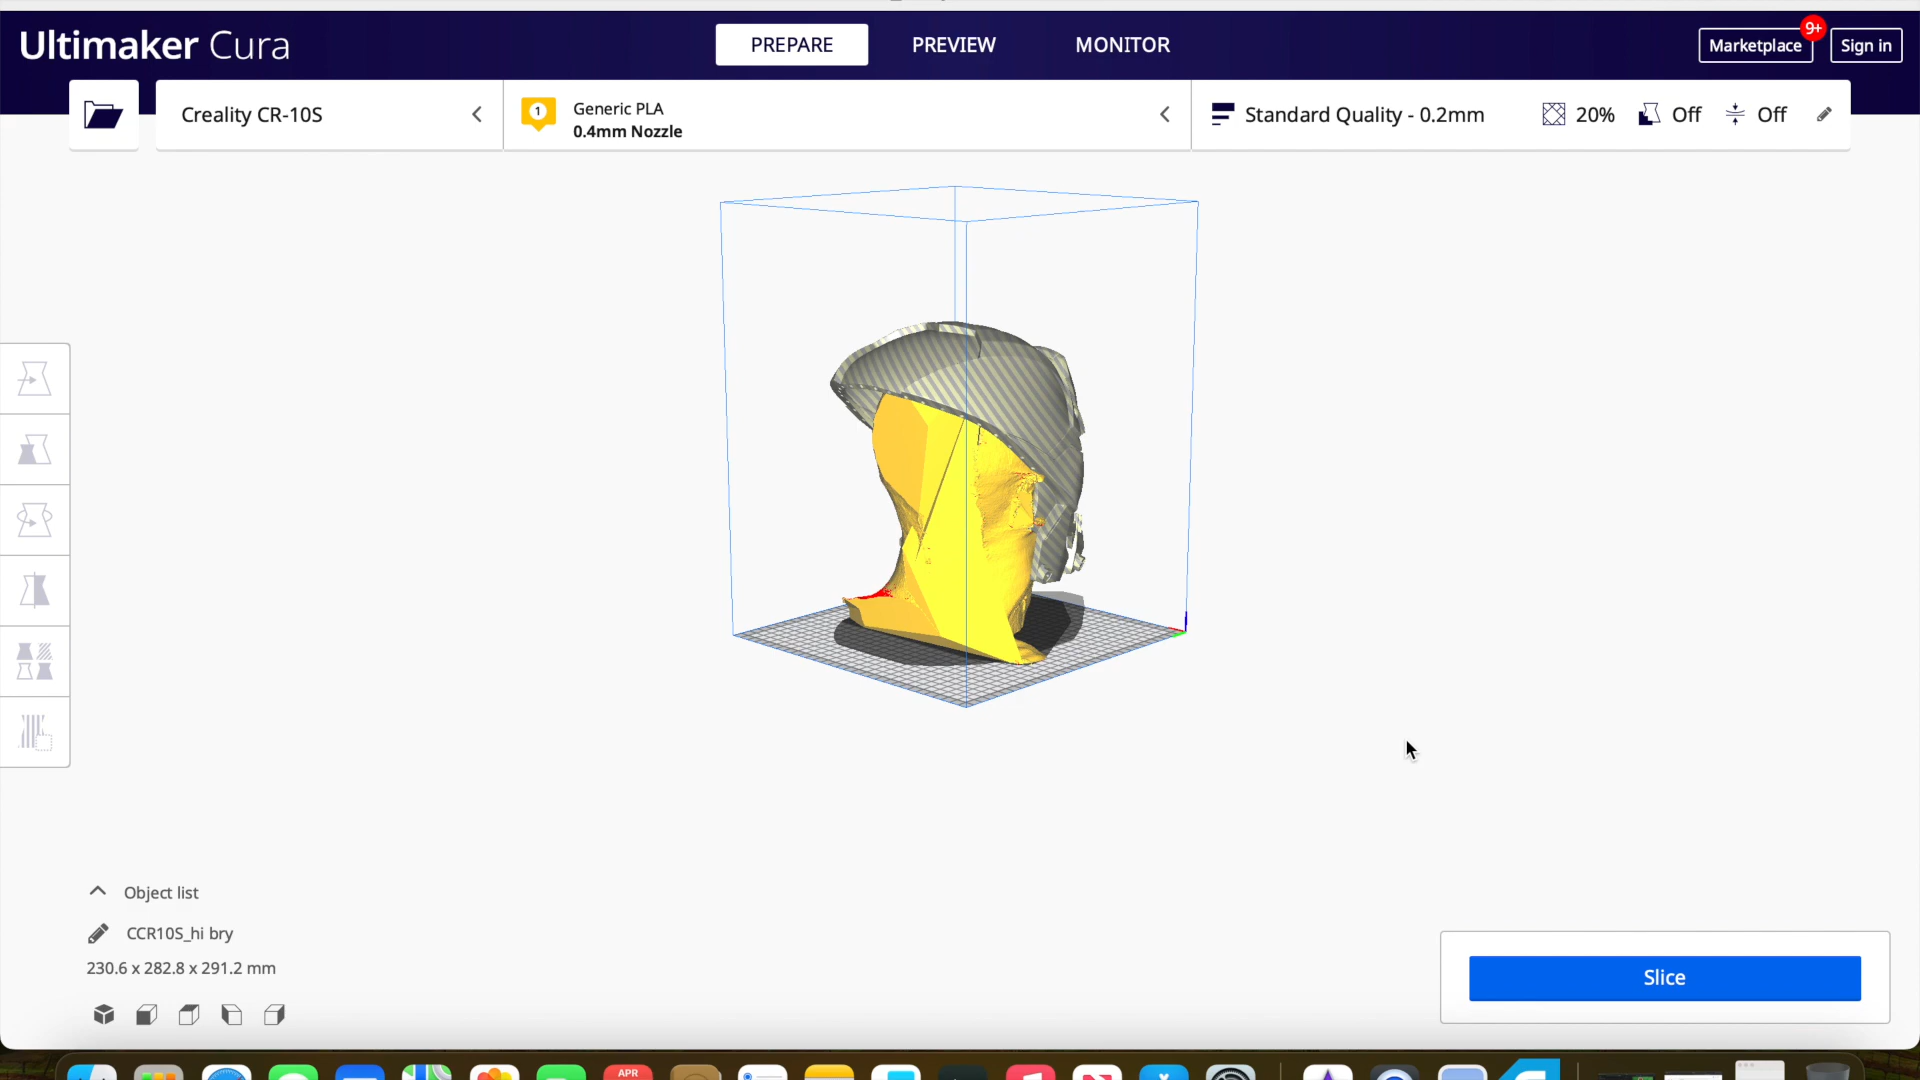 Ultimaker Cura
PREPARE
PREVIEW
MONITOR
Marketplace
9+
Sign in
Creality CR-10S
1
Generic PLA
0.4mm Nozzle
Standard Quality - 0.2mm
20%
Off
Off
Object list
CCR10S_hi bry
230.6 x 282.8 x 291.2 mm
Slice
APR